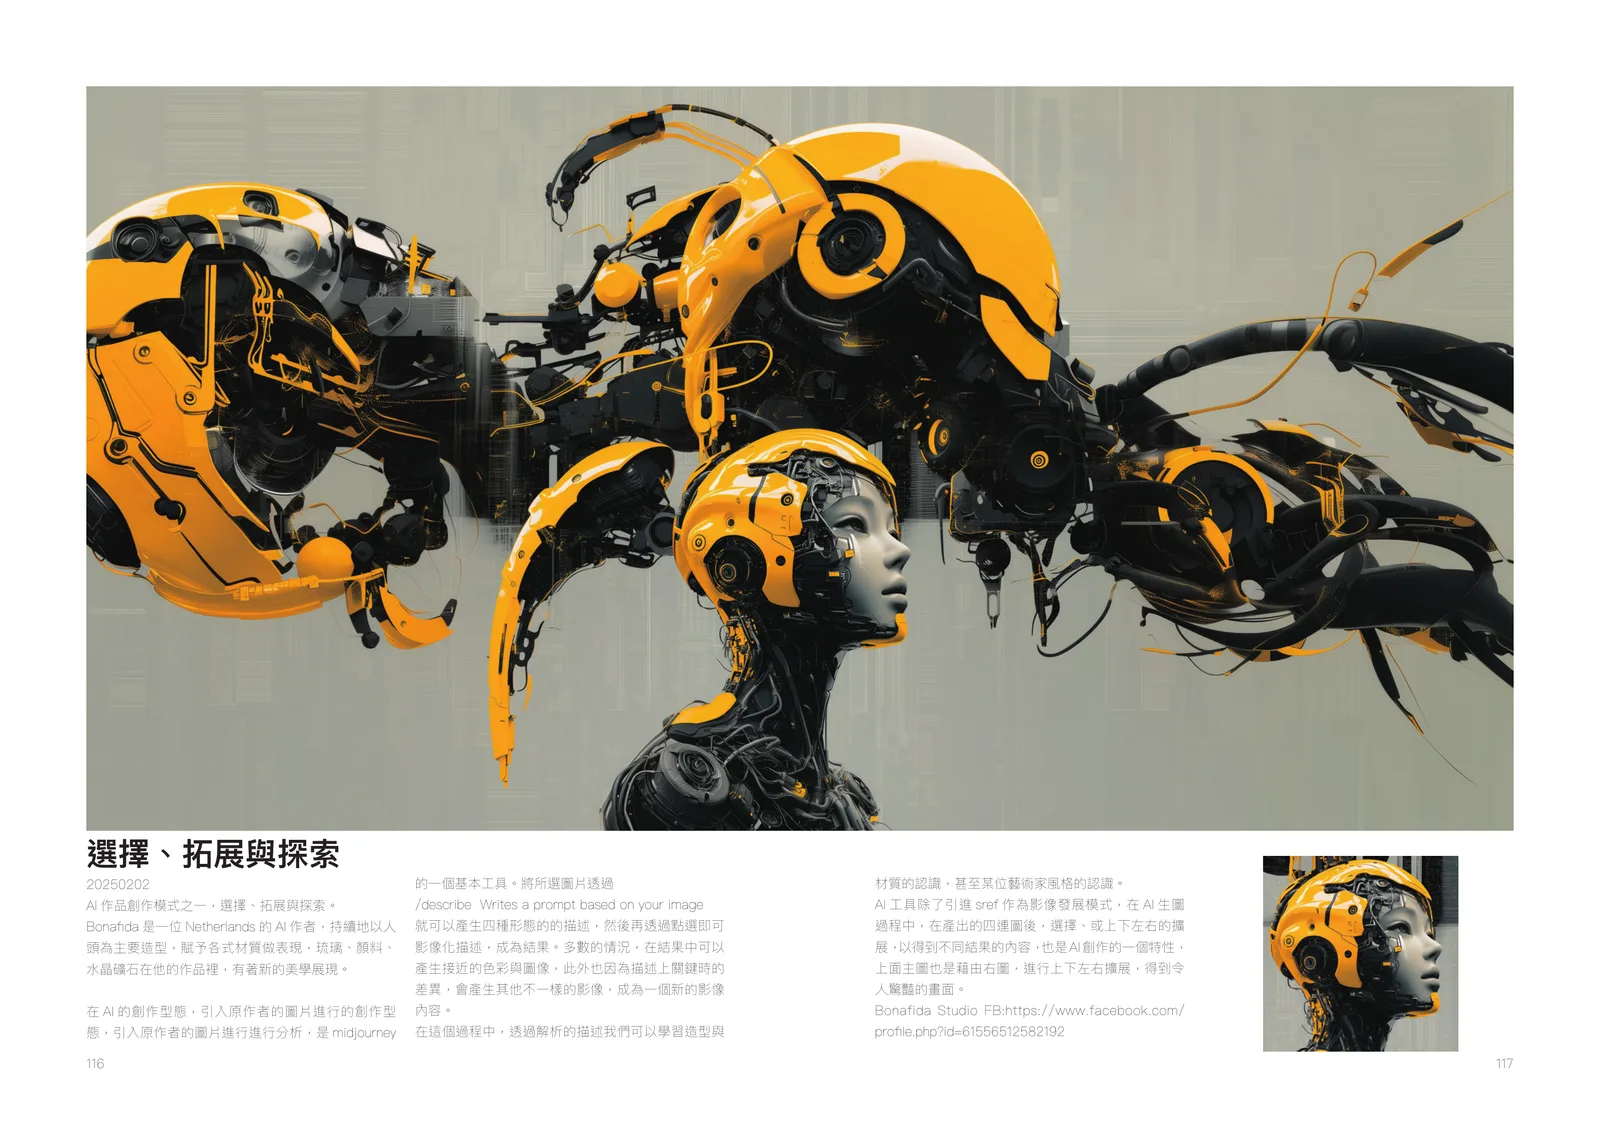 選擇、拓展與探索
20250202
AI 作品創作模式之一，選擇、拓展與探索。
Bonafida 是一位 Netherlands 的 AI 作者，持續地以人
頭為主要造型，賦予各式材質做表現，琉璃、顏料、
水晶礦石在他的作品裡，有著新的美學展現。
在 AI 的創作型態，引入原作者的圖片進行的創作型
態，引入原作者的圖片進行進行分析，是 midjourney
的一個基本工具。將所選圖片透過
/describe Writes a prompt based on your image
就可以產生四種形態的的描述，然後再透過點選即可
影像化描述，成為結果。多數的情況，在結果中可以
產生接近的色彩與圖像，此外也因為描述上關鍵時的
差異，會產生其他不一樣的影像，成為一個新的影像
內容。
在這個過程中，透過解析的描述我們可以學習造型與
材質的認識，甚至某位藝術家風格的認識。
AI 工具除了引進 sref 作為影像發展模式，在 AI 生圖
過程中，在產出的四連圖後，選擇、或上下左右的擴
展，以得到不同結果的內容，也是 AI 創作的一個特性，
上面主圖也是藉由右圖，進行上下左右擴展，得到令
人驚豔的畫面。
Bonafida Studio FB:https://www.facebook.com/
profile.php?id=61556512582192
116
117